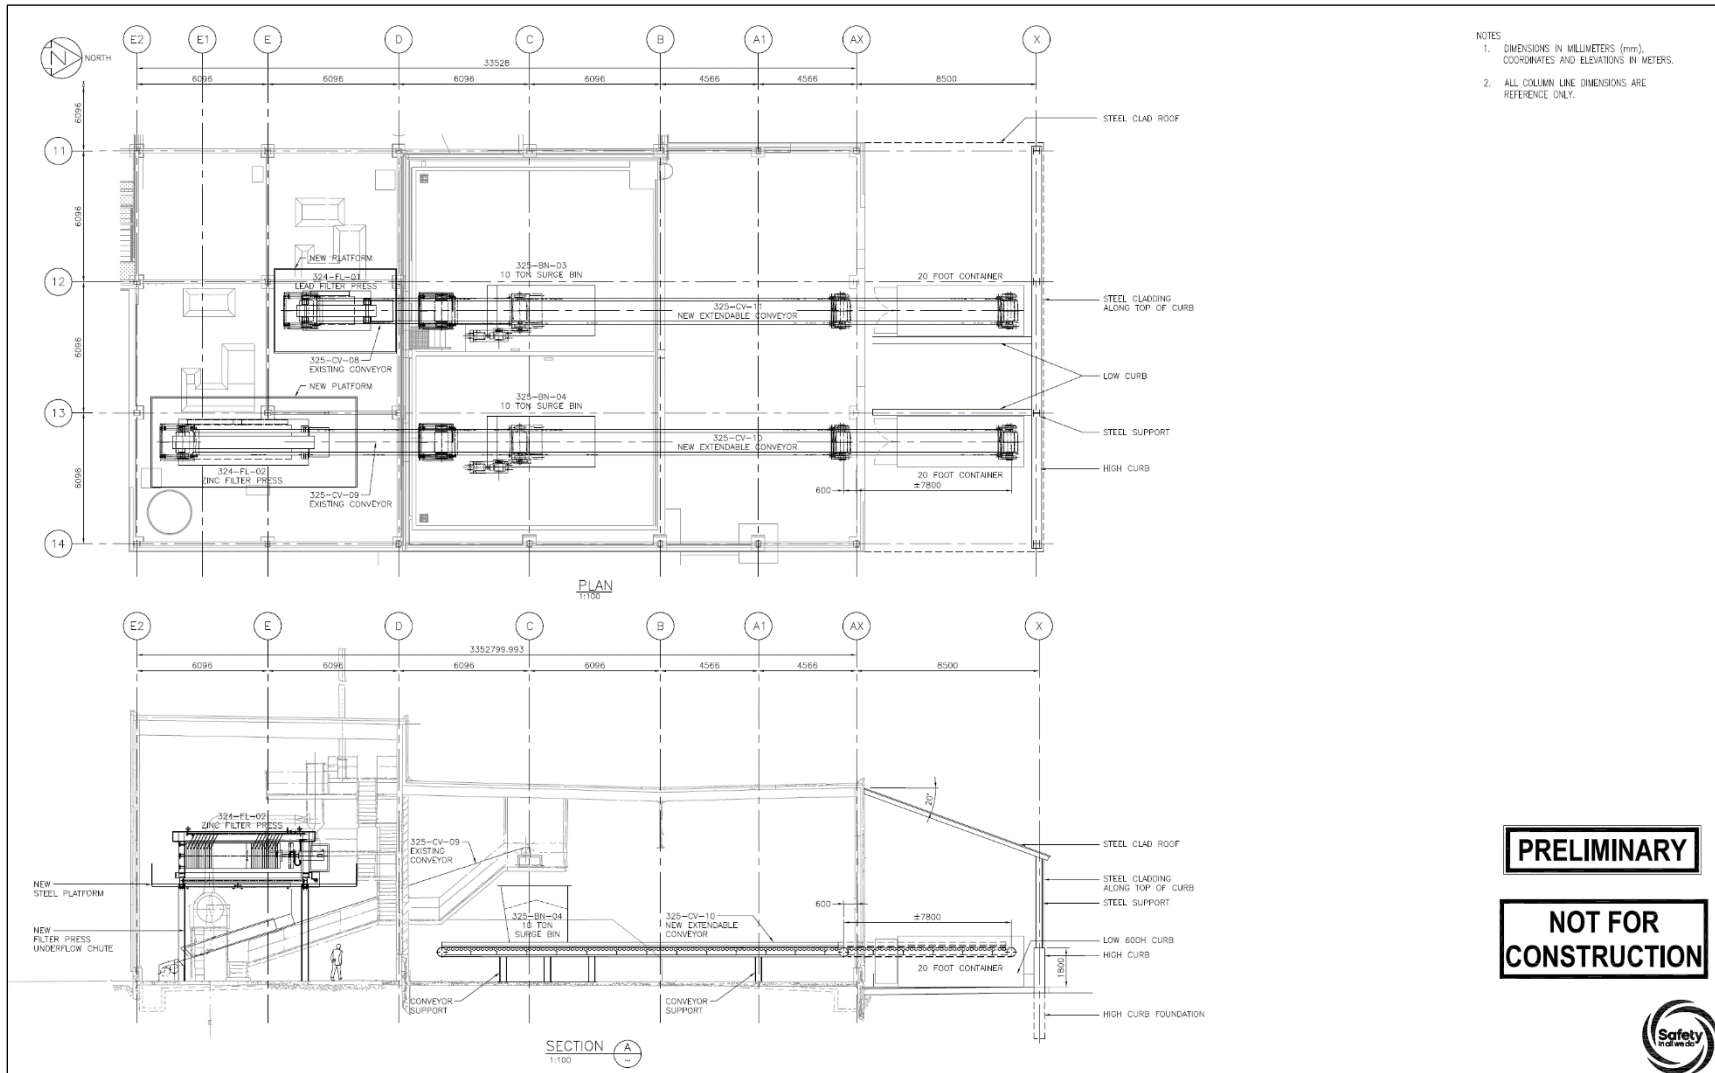 E2 E1 E D C B A1 AX X
N NORTH
33528
6096 6096 6096 6096 4566 4566 8500
NOTES
1. DIMENSIONS IN MILLIMETERS (mm),
COORDINATES AND ELEVATIONS IN METERS.
2. ALL COLUMN LINE DIMENSIONS ARE
REFERENCE ONLY.
6096
STEEL CLAD ROOF
11
6096
NEW PLATFORM
324-FL-01
LEAD FILTER PRESS
325-BN-03
10 TON SURGE BIN
20 FOOT CONTAINER
12
325-CV-11
NEW EXTENDABLE CONVEYOR
STEEL CLADDING
ALONG TOP OF CURB
6096
325-CV-08
EXISTING CONVEYOR
LOW CURB
NEW PLATFORM
325-BN-04
10 TON SURGE BIN
13
325-CV-10
NEW EXTENDABLE CONVEYOR
STEEL SUPPORT
6096
324-FL-02
ZINC FILTER PRESS
20 FOOT CONTAINER
HIGH CURB
325-CV-09
EXISTING CONVEYOR
600 ±7800
14
PLAN
1:100
E2 E D C B A1 AX X
3352799.993
6096 6096 6096 6096 4566 4566 8500
20°
324-FL-02
ZINC FILTER PRESS
325-CV-09
EXISTING
CONVEYOR
STEEL CLAD ROOF
STEEL CLADDING
ALONG TOP OF CURB
NEW
STEEL PLATFORM
STEEL SUPPORT
600 ±7800
325-BN-04
10 TON
SURGE BIN
325-CV-10
NEW EXTENDABLE
CONVEYOR
NEW
FILTER PRESS
UNDERFLOW CHUTE
LOW 600H CURB
HIGH CURB
20 FOOT CONTAINER
1800
CONVEYOR
SUPPORT
CONVEYOR
SUPPORT
HIGH CURB FOUNDATION
SECTION A
1:100 ~
PRELIMINARY
NOT FOR
CONSTRUCTION
Safety
in all we do